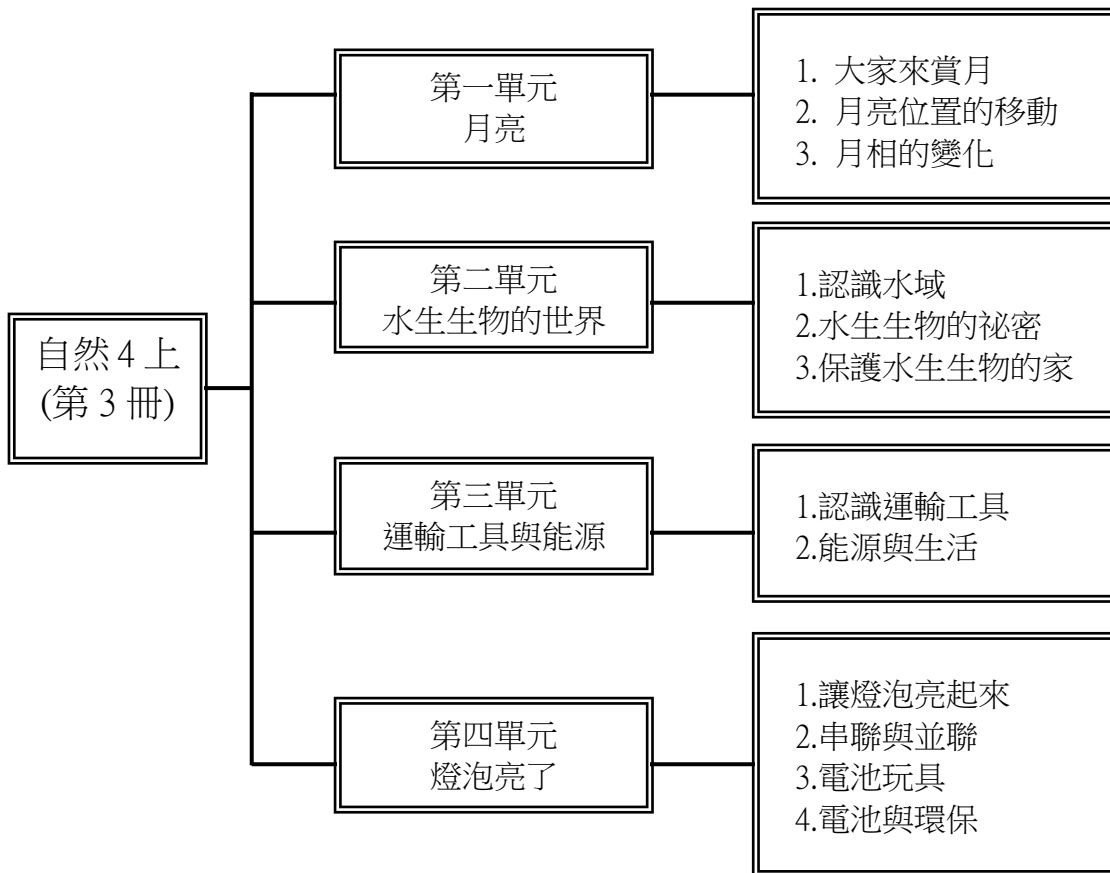 自然4上
(第3冊)
第一單元
月亮
1. 大家來賞月
2. 月亮位置的移動
3. 月相的變化
第二單元
水生生物的世界
1.認識水域
2.水生生物的祕密
3.保護水生生物的家
第三單元
運輸工具與能源
1.認識運輸工具
2.能源與生活
第四單元
燈泡亮了
1.讓燈泡亮起來
2.串聯與並聯
3.電池玩具
4.電池與環保